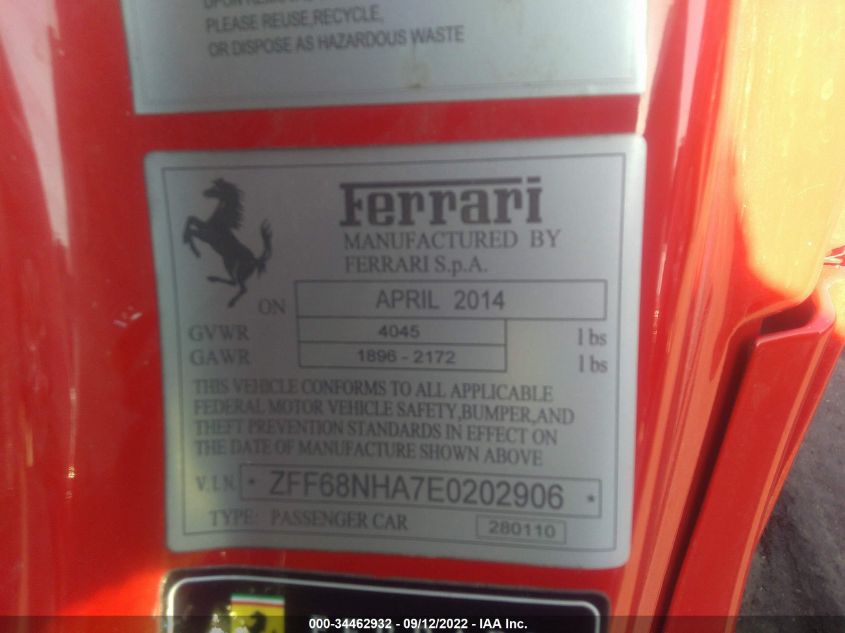 PLEASE REUSE,RECYCLE,
OR DISPOSE AS HAZARDOUS WASTE
Ferrari
MANUFACTURED BY
FERRARI S.p.A.
ON APRIL 2014
GVWR 4045 lbs
GAWR 1896 - 2172 lbs
THIS VEHICLE CONFORMS TO ALL APPLICABLE
FEDERAL MOTOR VEHICLE SAFETY,BUMPER,AND
THEFT PREVENTION STANDARDS IN EFFECT ON
THE DATE OF MANUFACTURE SHOWN ABOVE
V.I.N. * ZFF68NHA7E0202906 *
TYPE: PASSENGER CAR 280110
000-34462932 - 09/12/2022 - IAA Inc.